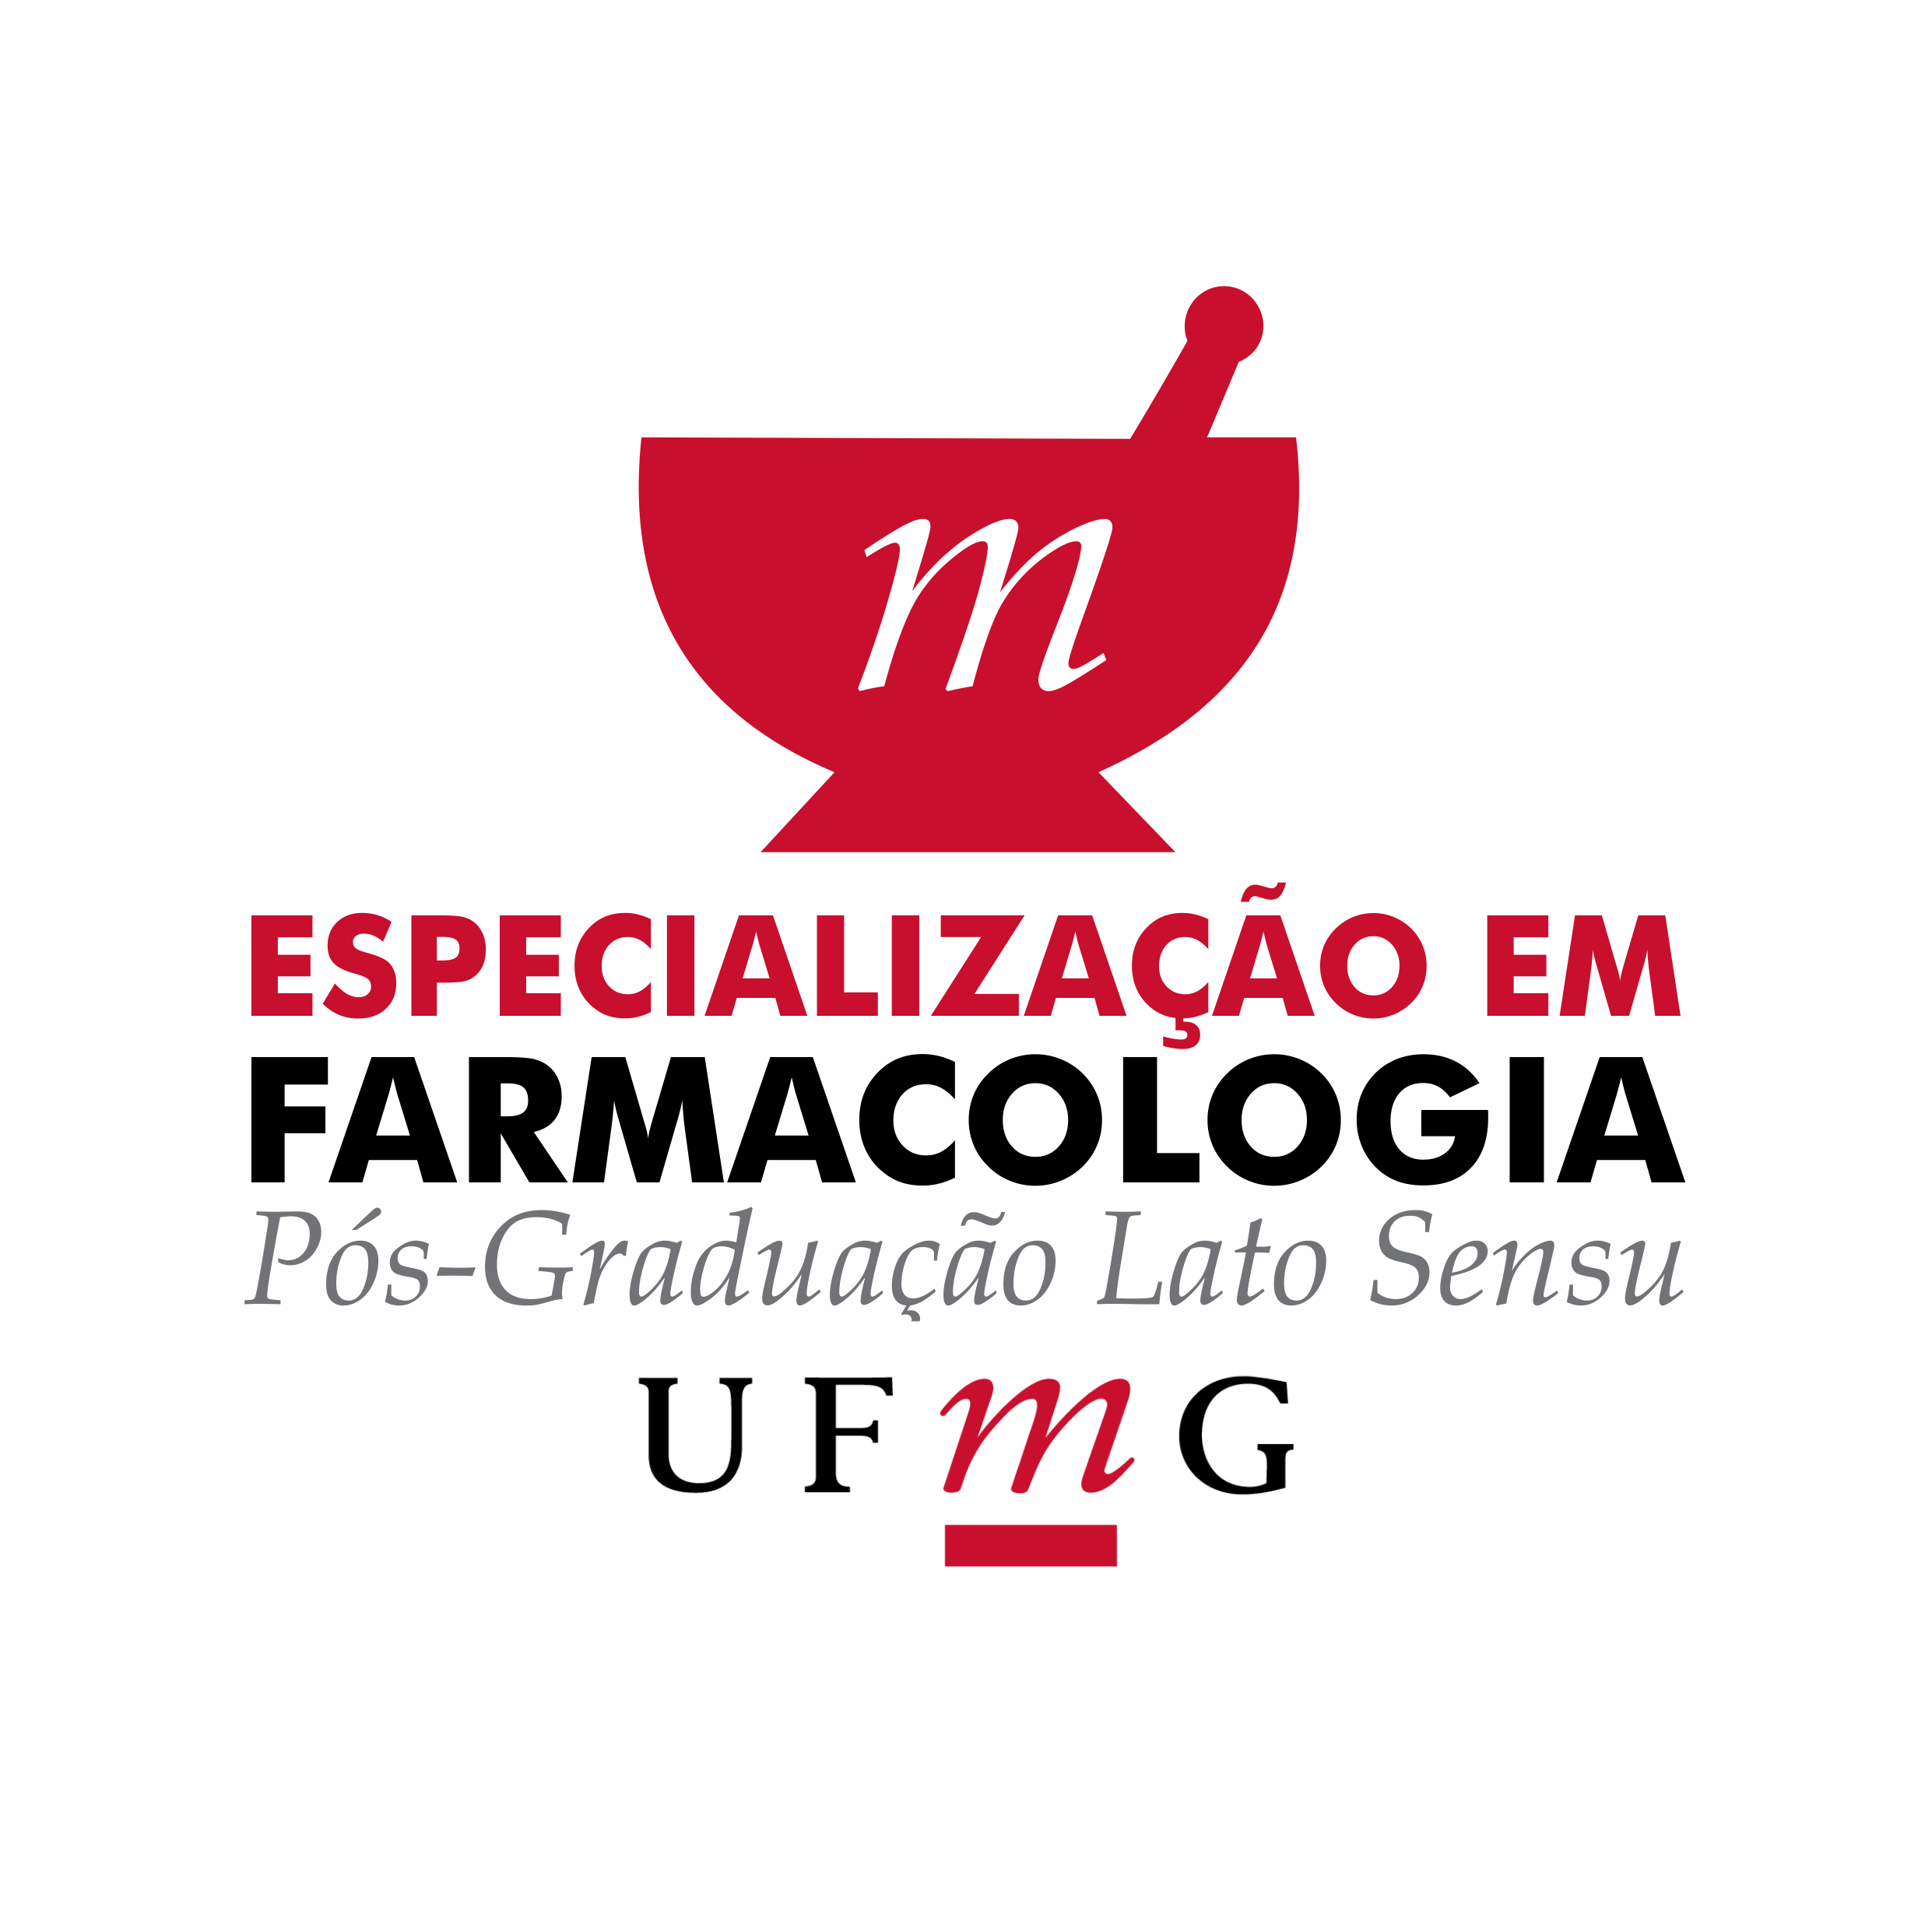 m
ESPECIALIZAÇÃO EM
FARMACOLOGIA
Pós-Graduação Lato Sensu
UFmG